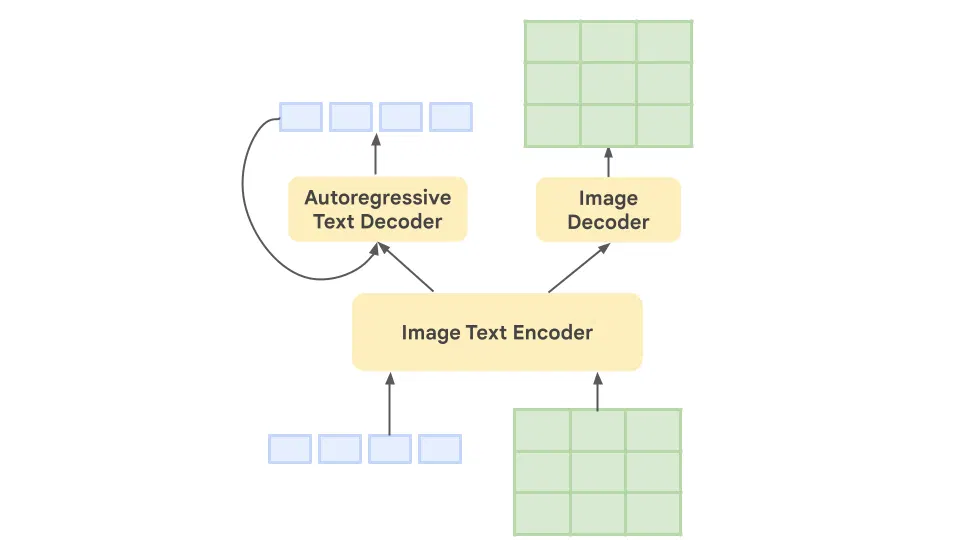 Autoregressive
Text Decoder
Image
Decoder
Image Text Encoder